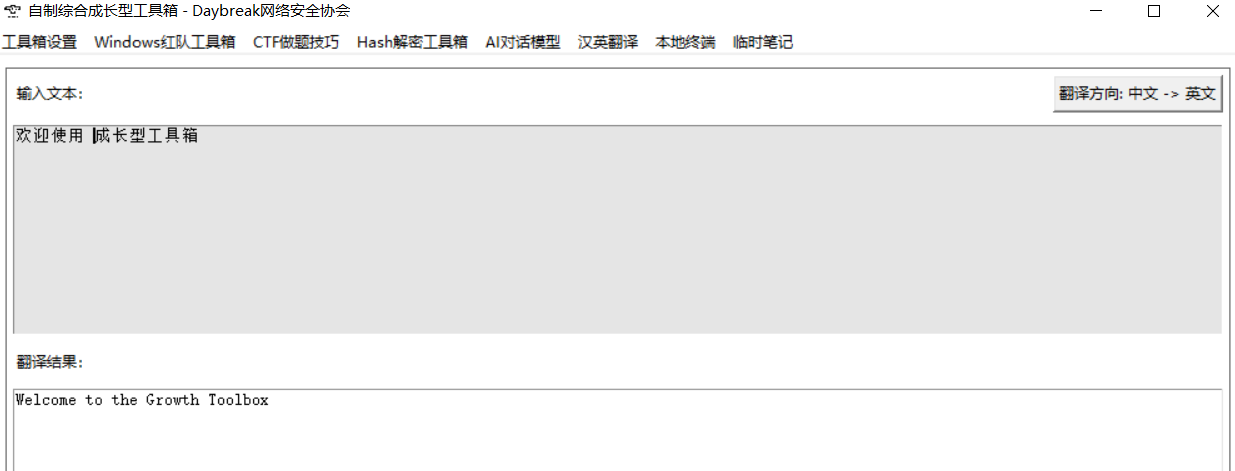 自制综合成长型工具箱 - Daybreak网络安全协会
工具箱设置 Windows红队工具箱 CTF做题技巧 Hash解密工具箱 AI对话模型 汉英翻译 本地终端 临时笔记
输入文本:
翻译方向: 中文 -> 英文
欢迎使用 成长型工具箱
翻译结果:
Welcome to the Growth Toolbox